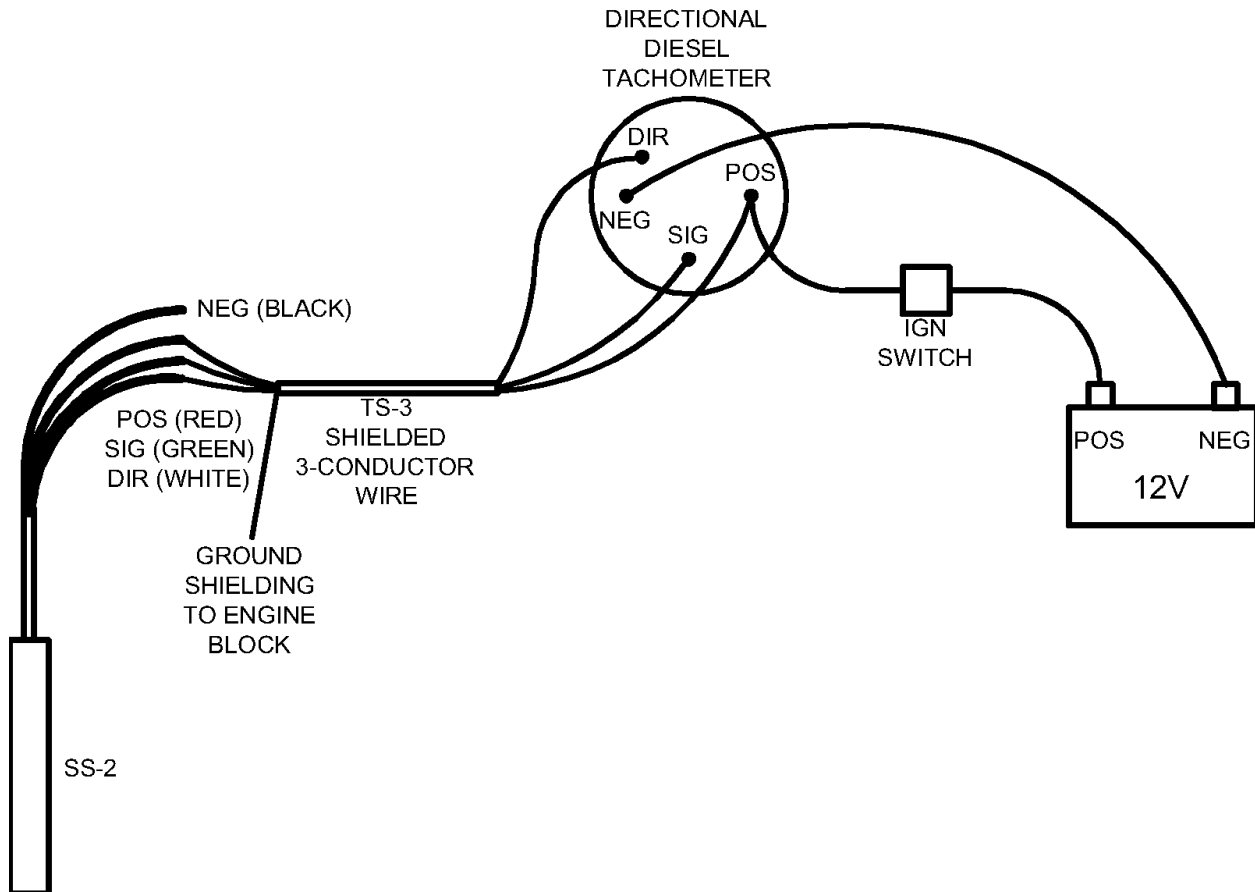 DIRECTIONAL
DIESEL
TACHOMETER
DIR
POS
NEG
SIG
NEG (BLACK)
IGN
SWITCH
POS (RED)
SIG (GREEN)
DIR (WHITE)
TS-3
SHIELDED
3-CONDUCTOR
WIRE
POS
NEG
12V
GROUND
SHIELDING
TO ENGINE
BLOCK
SS-2